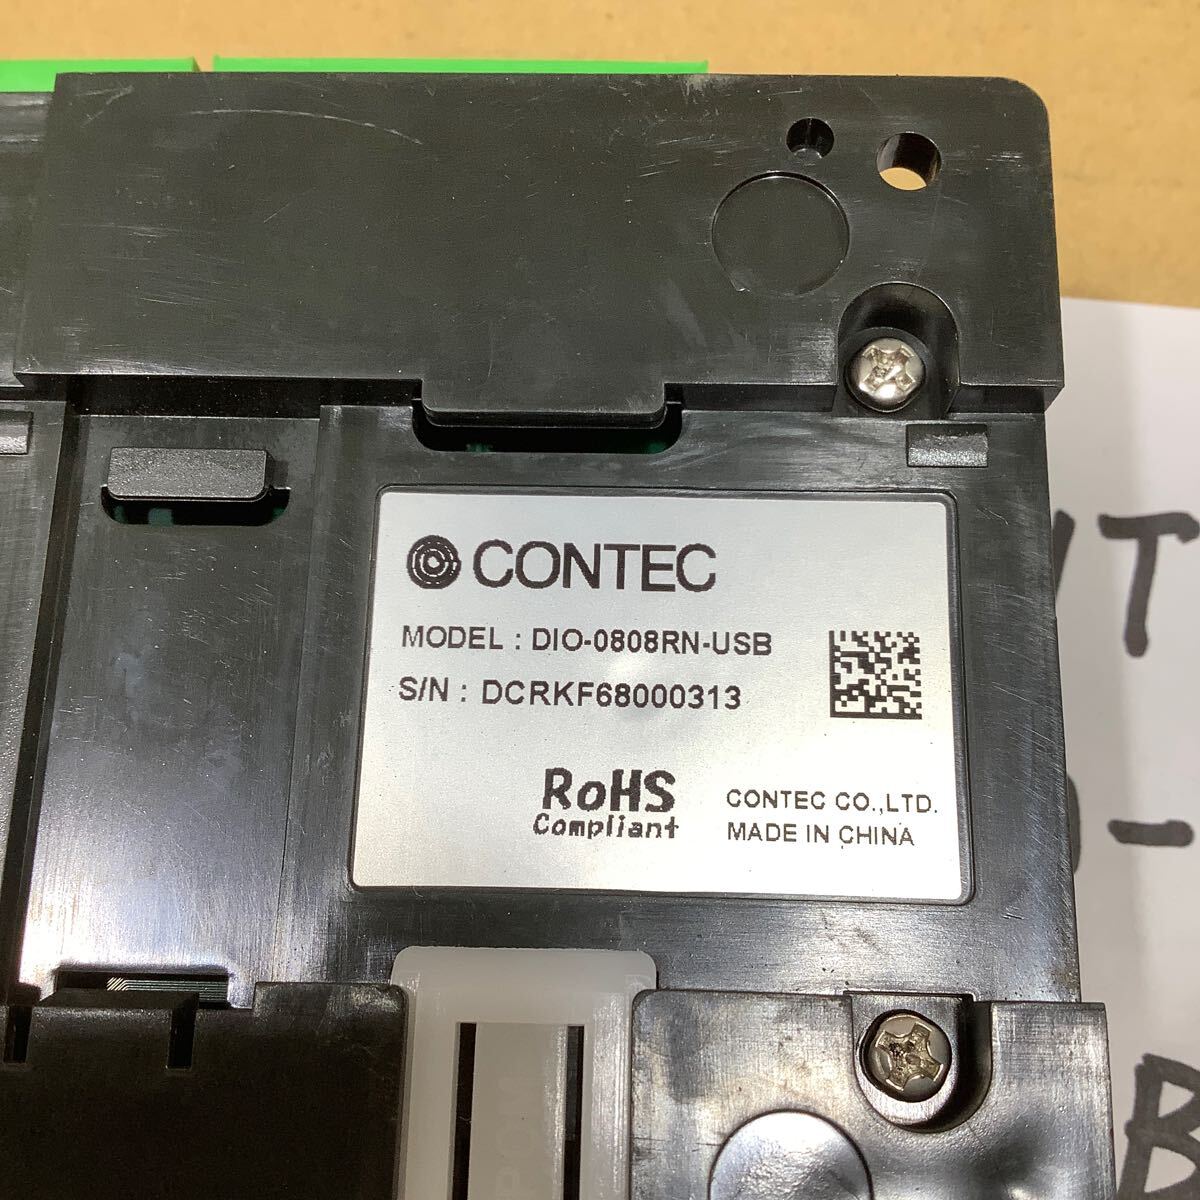 CONTEC
MODEL : DIO-0808RN-USB
S/N : DCRKF68000313
RoHS
Compliant
CONTEC CO.,LTD.
MADE IN CHINA
T
-
B